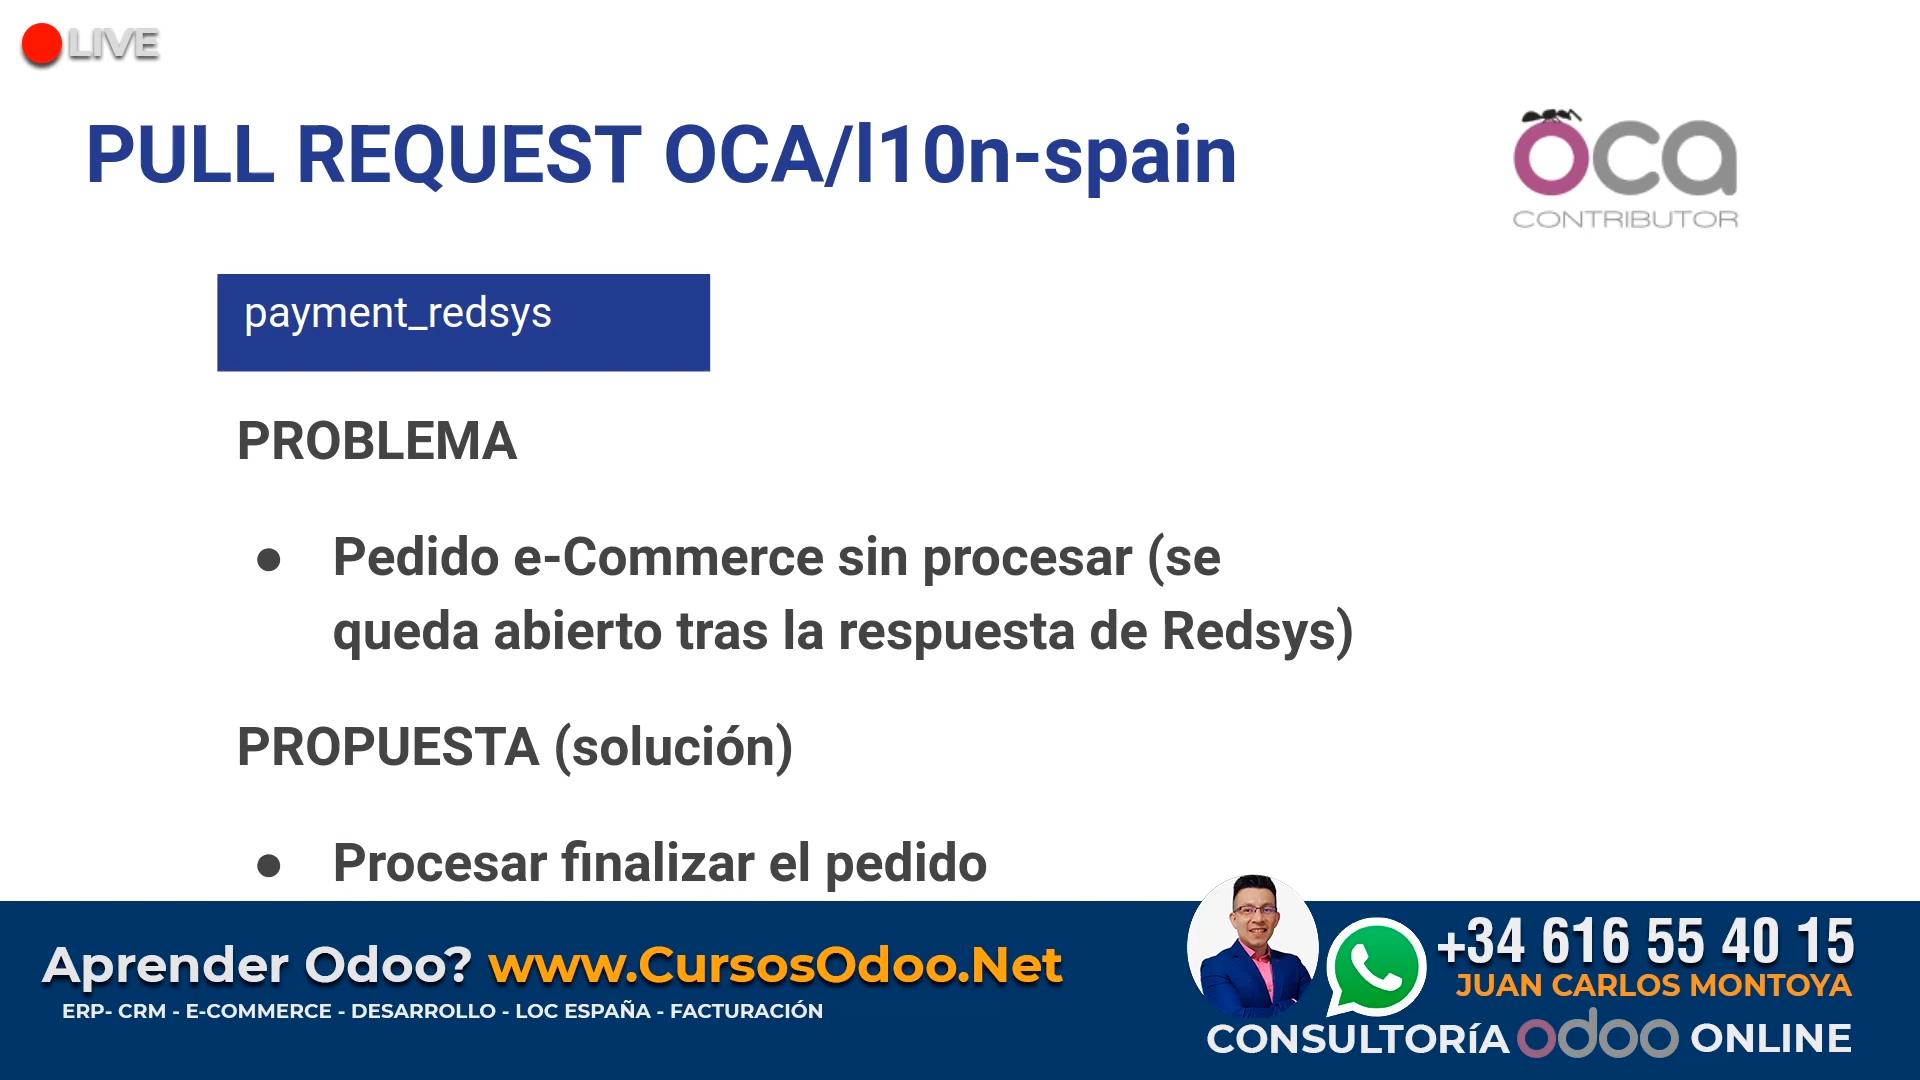 LIVE
PULL REQUEST OCA/l10n-spain
oca
CONTRIBUTOR
payment_redsys
PROBLEMA
● Pedido e-Commerce sin procesar (se
queda abierto tras la respuesta de Redsys)
PROPUESTA (solución)
● Procesar finalizar el pedido
Aprender Odoo? www.CursosOdoo.Net
ERP- CRM - E-COMMERCE - DESARROLLO - LOC ESPAÑA - FACTURACIÓN
+34 616 55 40 15
JUAN CARLOS MONTOYA
CONSULTORíA odoo ONLINE